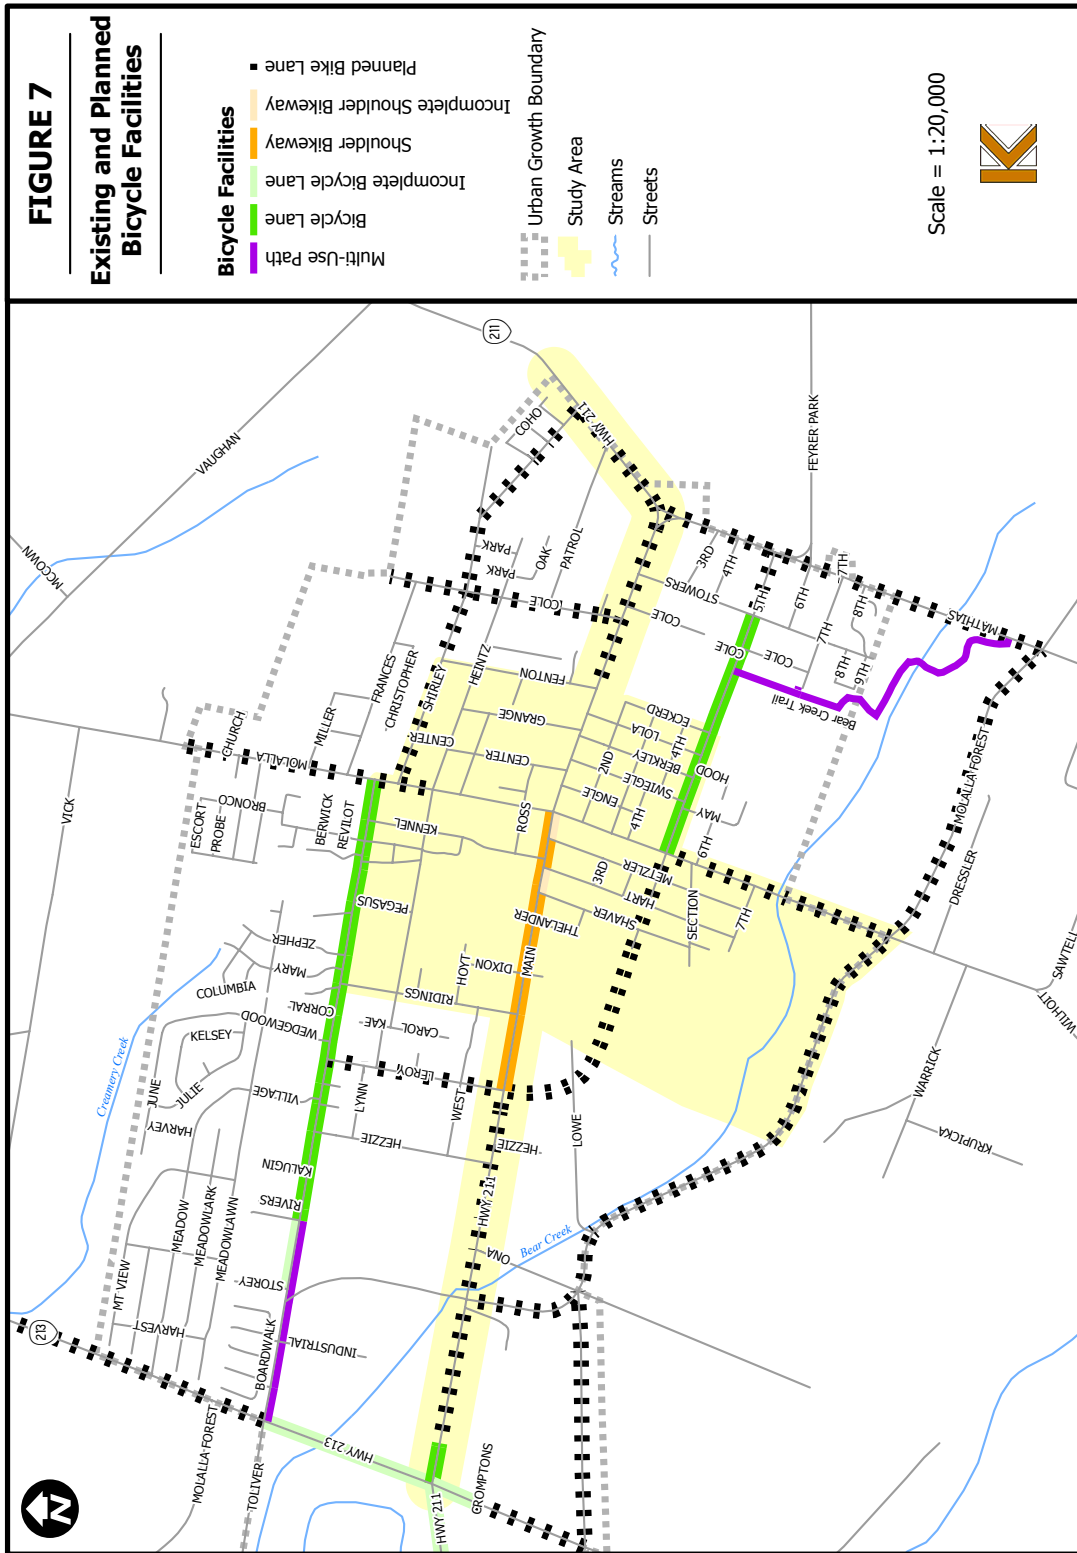 FIGURE 7
Existing and Planned
Bicycle Facilities
Bicycle Facilities
Multi-Use Path
Bicycle Lane
Incomplete Bicycle Lane
Shoulder Bikeway
Incomplete Shoulder Bikeway
Planned Bike Lane
Urban Growth Boundary
Study Area
Streams
Streets
Scale = 1:20,000
N
213
211
MCCOWN
VAUGHAN
VICK
CHURCH
MOLALLA
MILLER
FRANCES
CHRISTOPHER
SHIRLEY
HEINTZ
PARK
PARK
OAK
PATROL
COHO
HWY 211
COLE
ESCORT
PROBE
BRONCO
BERWICK
REVILOT
KENNEL
CENTER
CENTER
GRANGE
FENTON
ROSS
PEGASUS
ZEPHER
MARY
COLUMBIA
CORRAL
WEDGEWOOD
KELSEY
JUNE
JULIE
HARVEY
VILLAGE
Creamery Creek
RIDINGS
HOYT
DIXON
MAIN
THELANDER
CAROL
KAE
LEROY
LYNN
WEST
HEZZIE
HEZZIE
KALUGIN
RIVERS
MEADOW
MEADOWLARK
MEADOWLAWN
MT VIEW
HARVEST
STOREY
BOARDWALK
INDUSTRIAL
MOLALLA FOREST
TOLIVER
HWY 213
HWY 211
CROMPTONS
HWY 211
ONA
Bear Creek
LOWE
SHAVER
HART
METZLER
3RD
SECTION
7TH
6TH
ENGLE
4TH
2ND
SWIEGLE
BERKLEY
LOLA
ECKERD
4TH
HOOD
MAY
COLE
COLE
COLE
STOWERS
3RD
4TH
5TH
6TH
7TH
7TH
8TH
8TH
9TH
Bear Creek Trail
FEYRER PARK
MATHIAS
MOLALLA FOREST
DRESSLER
SAWTELL
WILHOIT
WARRICK
KRUPICKA